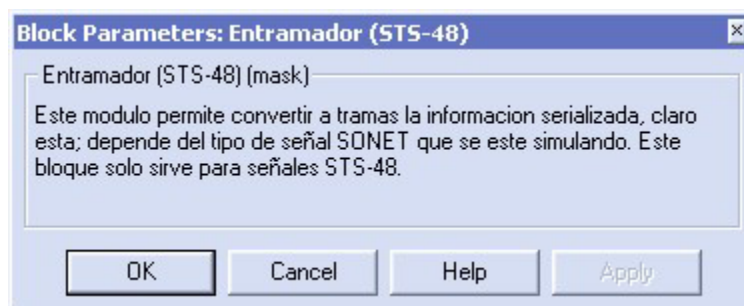 Block Parameters: Entramador (STS-48)
Entramador (STS-48) (mask)
Este modulo permite convertir a tramas la informacion serializada, claro
esta; depende del tipo de señal SONET que se este simulando. Este
bloque solo sirve para señales STS-48.
OK Cancel Help Apply